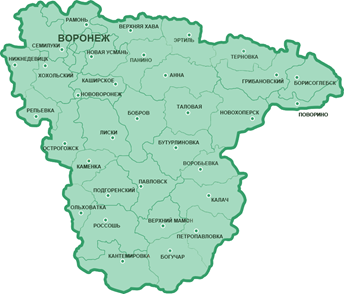 РАМОНЬ
ВЕРХНЯЯ ХАВА
ВОРОНЕЖ
ЭРТИЛЬ
СЕМИЛУКИ
НОВАЯ УСМАНЬ
ТЕРНОВКА
НИЖНЕДЕВИЦК
ПАНИНО
ХОХОЛЬСКИЙ
АННА
ГРИБАНОВСКИЙ
БОРИСОГЛЕБСК
КАШИРСКОЕ
НОВОВОРОНЕЖ
РЕПЬЕВКА
БОБРОВ
ТАЛОВАЯ
НОВОХОПЕРСК
ПОВОРИНО
ЛИСКИ
ОСТРОГОЖСК
БУТУРЛИНОВКА
КАМЕНКА
ВОРОБЬЕВКА
ПАВЛОВСК
ПОДГОРЕНСКИЙ
КАЛАЧ
ОЛЬХОВАТКА
РОССОШЬ
ВЕРХНИЙ МАМОН
ПЕТРОПАВЛОВКА
КАНТЕМИРОВКА
БОГУЧАР